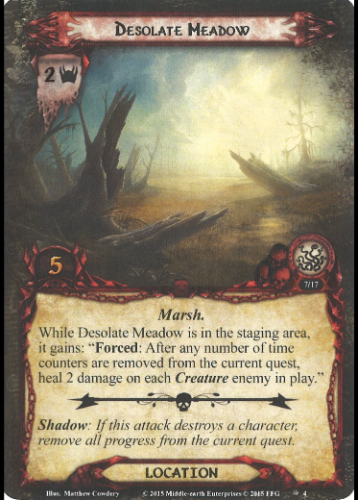 DESOLATE MEADOW
2
5
7/17
Marsh.
While Desolate Meadow is in the staging area,
it gains: “Forced: After any number of time
counters are removed from the current quest,
heal 2 damage on each Creature enemy in play.”
Shadow: If this attack destroys a character,
remove all progress from the current quest.
LOCATION
Illus. Matthew Cowdery © 2015 Middle-earth Enterprises © 2015 FFG 4